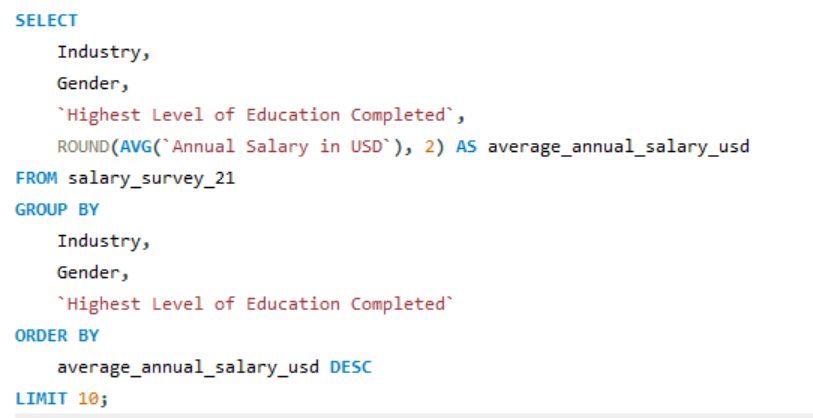 SELECT
    Industry,
    Gender,
    `Highest Level of Education Completed`,
    ROUND(AVG(`Annual Salary in USD`), 2) AS average_annual_salary_usd
FROM salary_survey_21
GROUP BY
    Industry,
    Gender,
    `Highest Level of Education Completed`
ORDER BY
    average_annual_salary_usd DESC
LIMIT 10;